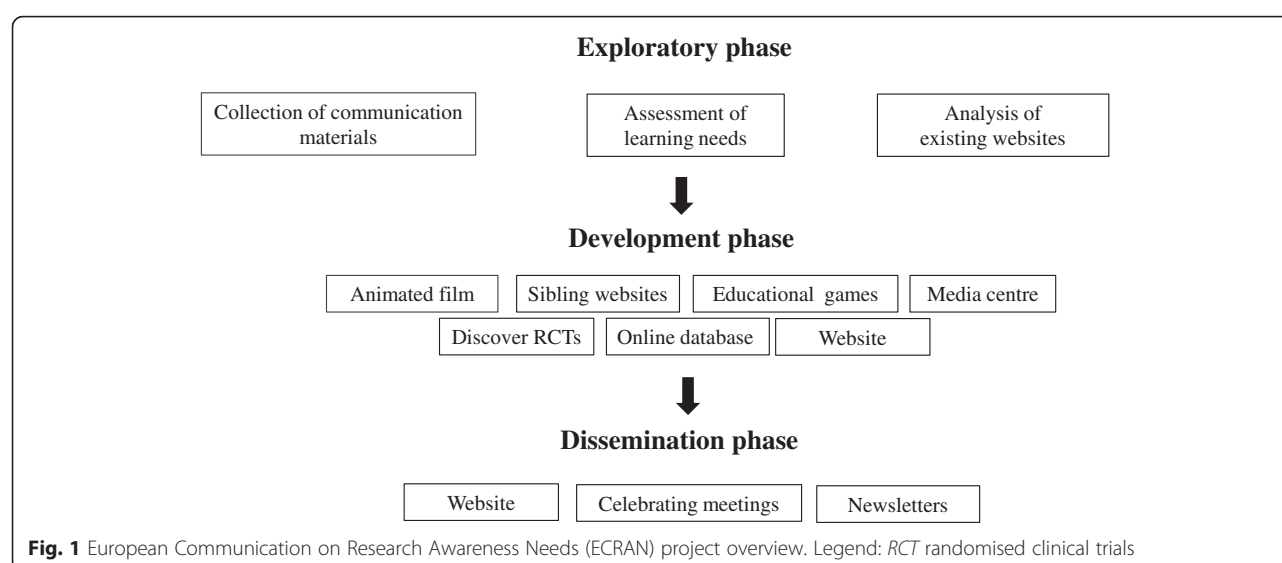 Exploratory phase
Collection of communication
materials
Assessment of
learning needs
Analysis of
existing websites
Development phase
Animated film
Sibling websites
Educational games
Media centre
Discover RCTs
Online database
Website
Dissemination phase
Website
Celebrating meetings
Newsletters
Fig. 1 European Communication on Research Awareness Needs (ECRAN) project overview. Legend: RCT randomised clinical trials